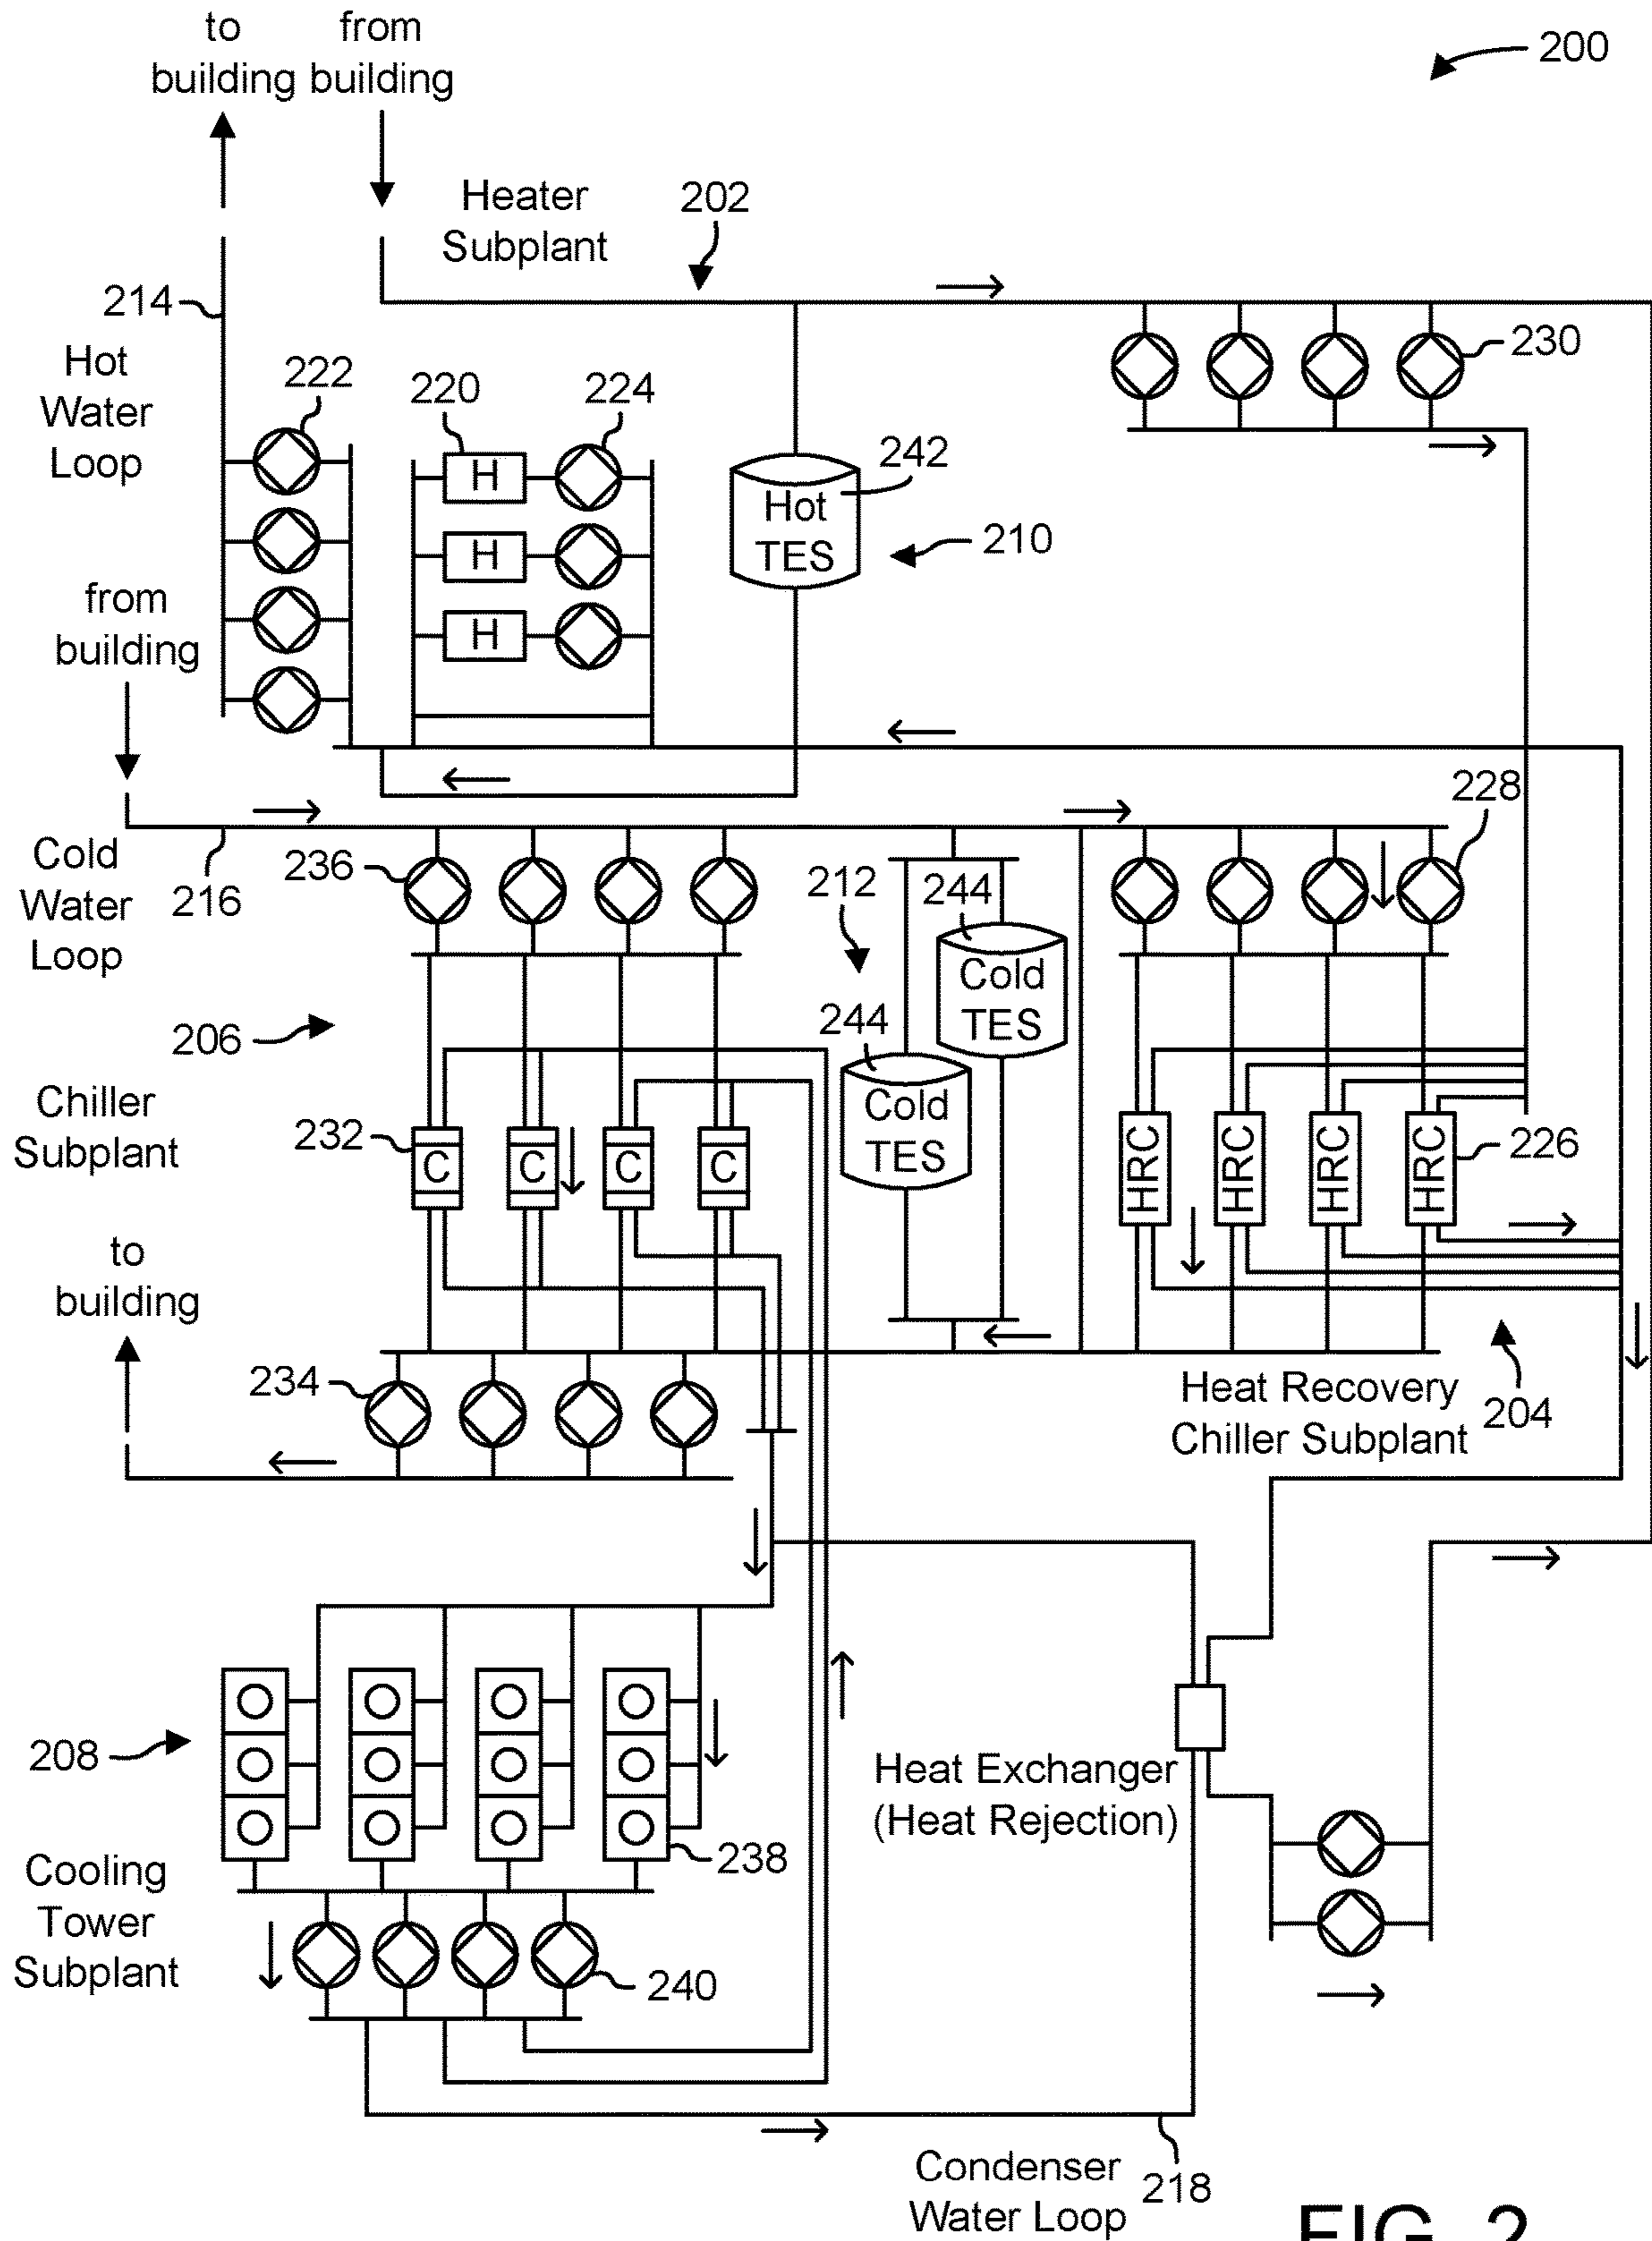 to
building
from
building
200
Heater
Subplant
202
214
Hot
Water
Loop
222
220
224
230
H
H
H
Hot
TES
242
210
from
building
228
Cold
Water
Loop
216
236
212
244
Cold
TES
244
Cold
TES
206
Chiller
Subplant
232
C
C
C
C
HRC
HRC
HRC
HRC
226
to
building
234
Heat Recovery
Chiller Subplant
204
208
Heat Exchanger
(Heat Rejection)
238
Cooling
Tower
Subplant
240
Condenser
Water Loop
218
FIG. 2